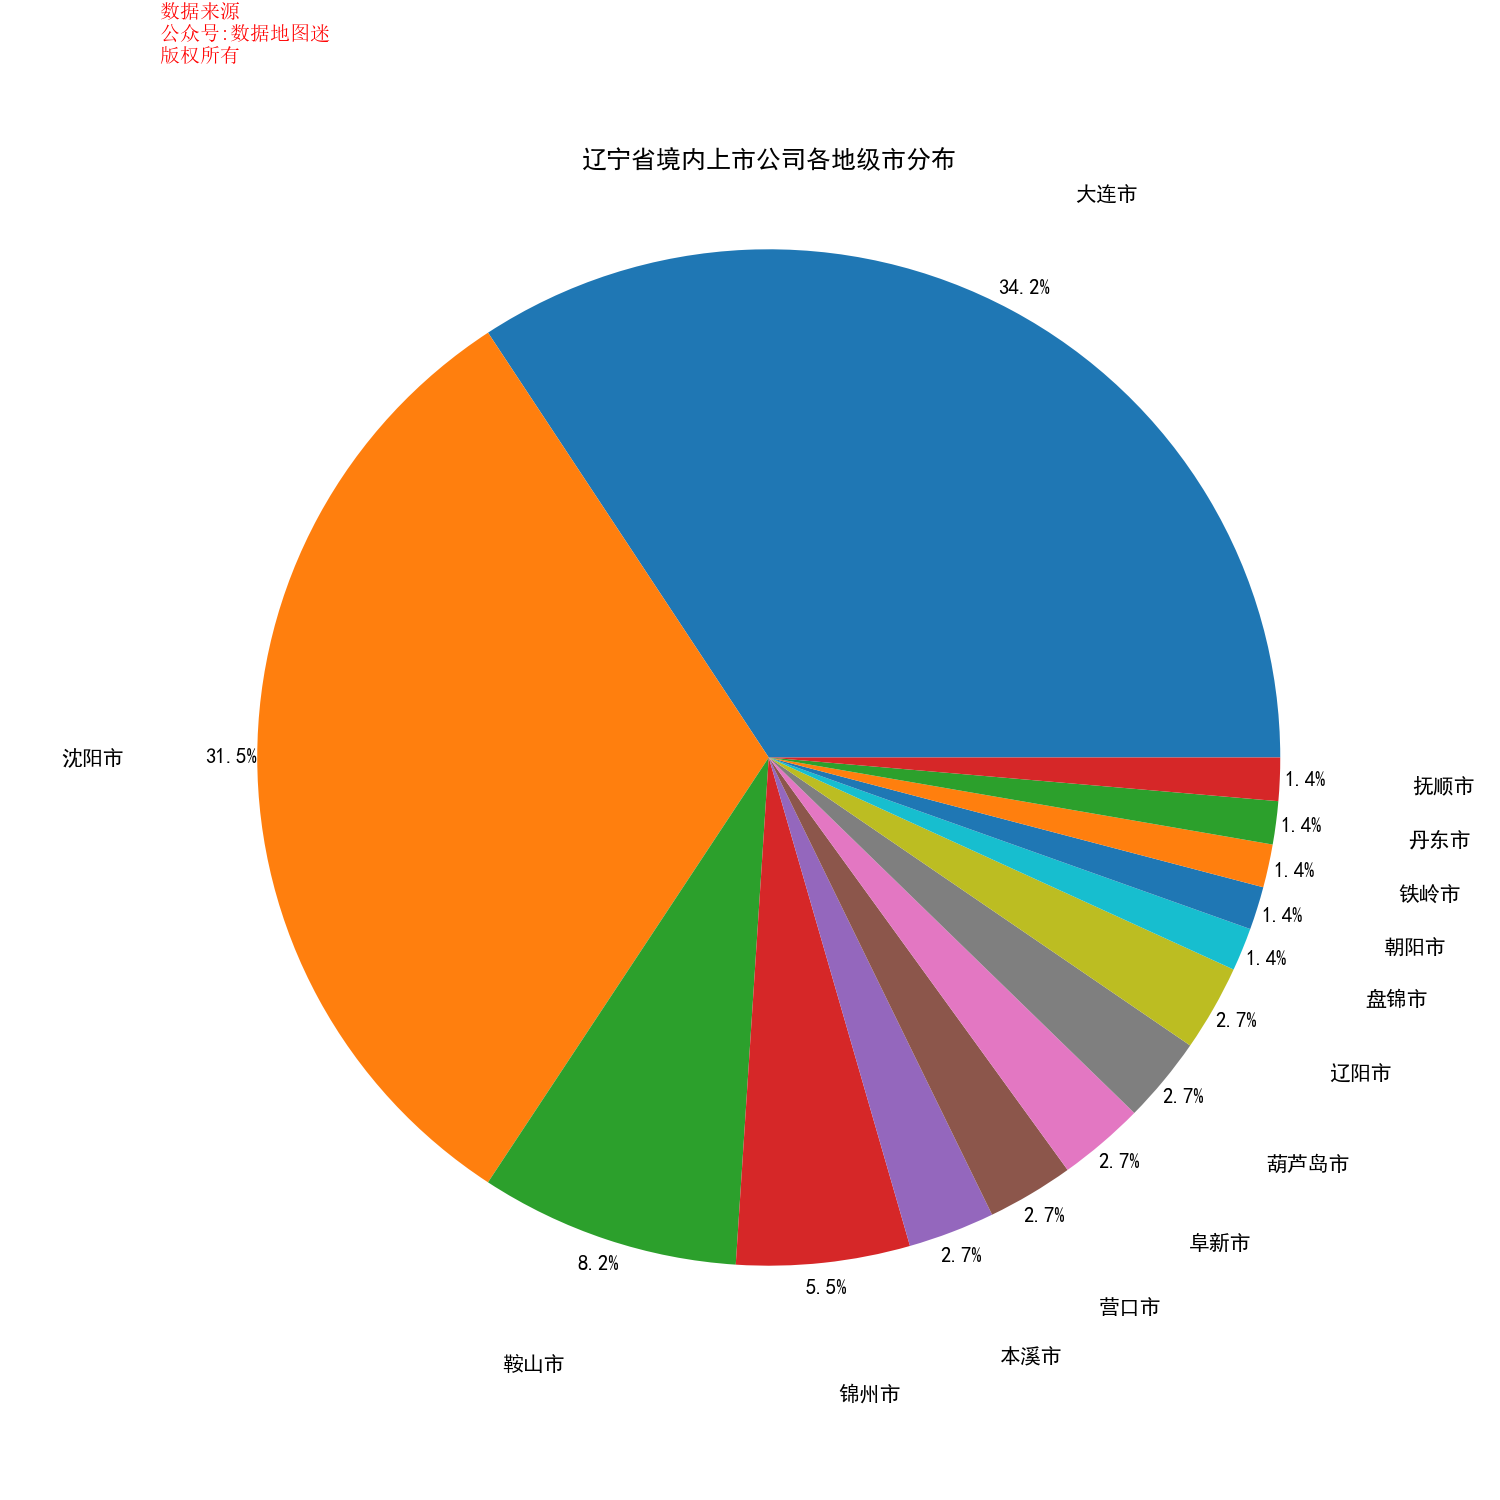 数据来源
公众号:数据地图迷
版权所有
辽宁省境内上市公司各地级市分布
大连市
34.2%
沈阳市
31.5%
鞍山市
8.2%
锦州市
5.5%
本溪市
2.7%
营口市
2.7%
阜新市
2.7%
葫芦岛市
2.7%
辽阳市
2.7%
盘锦市
1.4%
朝阳市
1.4%
铁岭市
1.4%
丹东市
1.4%
抚顺市
1.4%